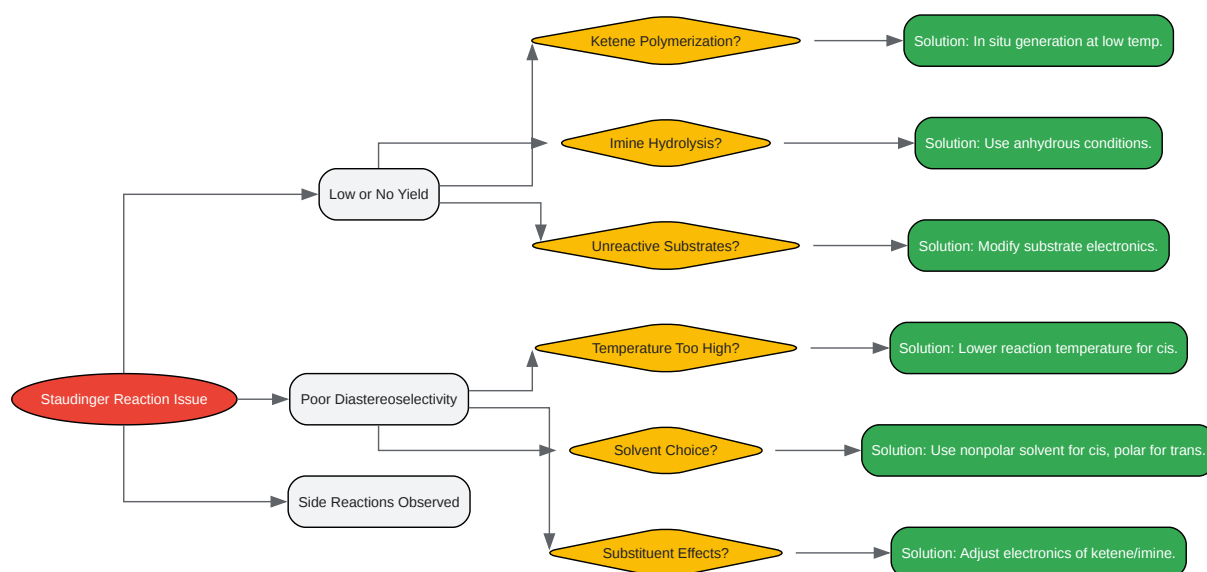 Ketene Polymerization?
Solution: In situ generation at low temp.
Imine Hydrolysis?
Solution: Use anhydrous conditions.
Low or No Yield
Unreactive Substrates?
Solution: Modify substrate electronics.
Temperature Too High?
Solution: Lower reaction temperature for cis.
Staudinger Reaction Issue
Poor Diastereoselectivity
Solvent Choice?
Solution: Use nonpolar solvent for cis, polar for trans.
Side Reactions Observed
Substituent Effects?
Solution: Adjust electronics of ketene/imine.